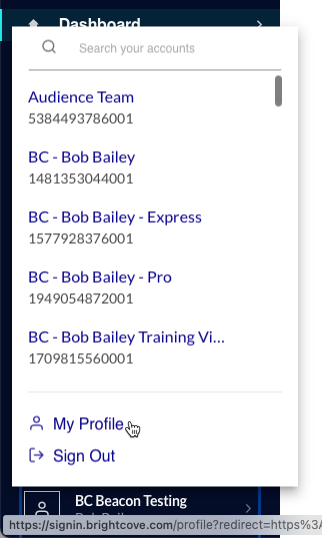 Dashboard
Search your accounts
Audience Team
5384493786001
BC - Bob Bailey
1481353044001
BC - Bob Bailey - Express
1577928376001
BC - Bob Bailey - Pro
1949054872001
BC - Bob Bailey Training Vi...
1709815560001
My Profile
Sign Out
BC Beacon Testing
https://signin.brightcove.com/profile?redirect=https%3A